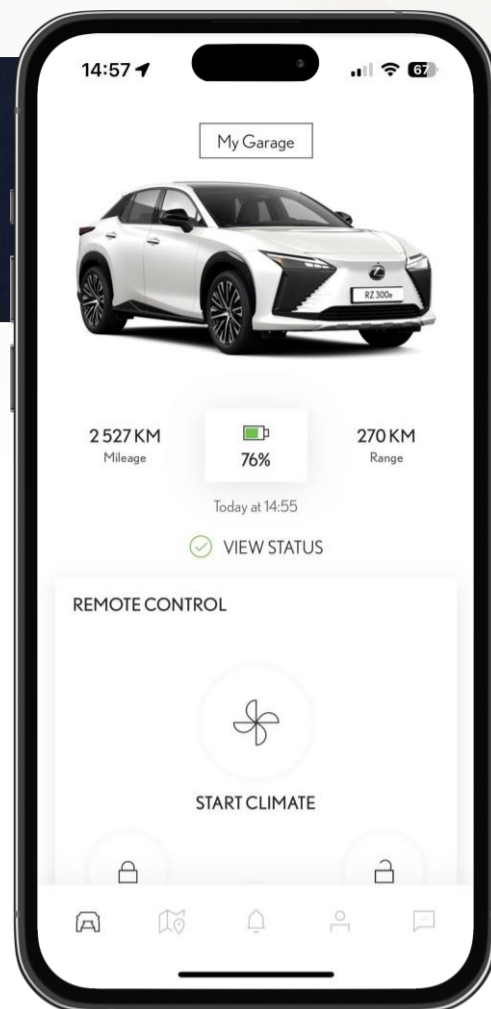 14:57
67
My Garage
RZ 300e
2 527 KM
Mileage
76%
270 KM
Range
Today at 14:55
VIEW STATUS
REMOTE CONTROL
START CLIMATE